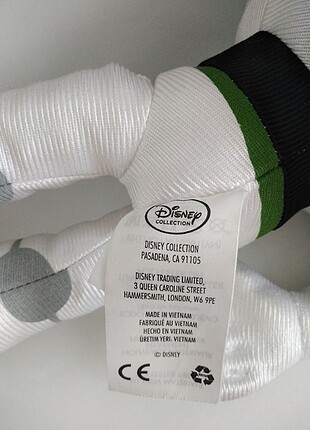 Disney
COLLECTION
DISNEY COLLECTION
PASADENA, CA 91105
DISNEY TRADING LIMITED,
3 QUEEN CAROLINE STREET
HAMMERSMITH, LONDON, W6 9PE
MADE IN VIETNAM
FABRIQUÉ AU VIETNAM
HECHO EN VIETNAM
ÜRETIM YERI: VIETNAM
© DISNEY
CE